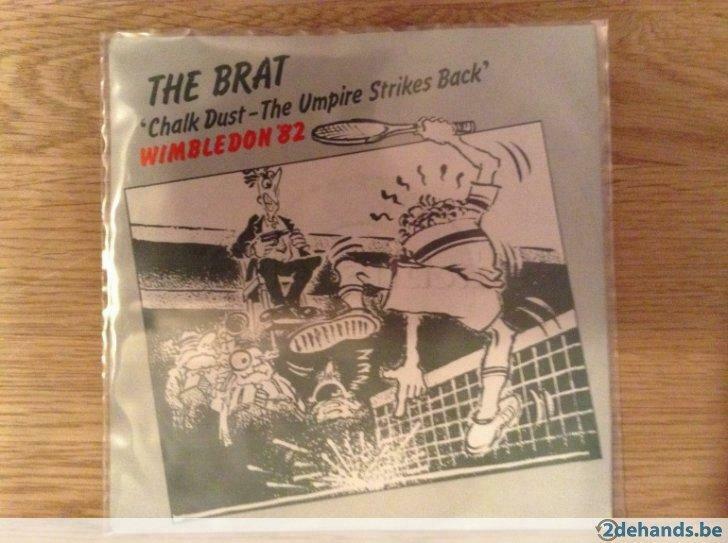 THE BRAT
'Chalk Dust – The Umpire Strikes Back'
WIMBLEDON '82
2dehands.be